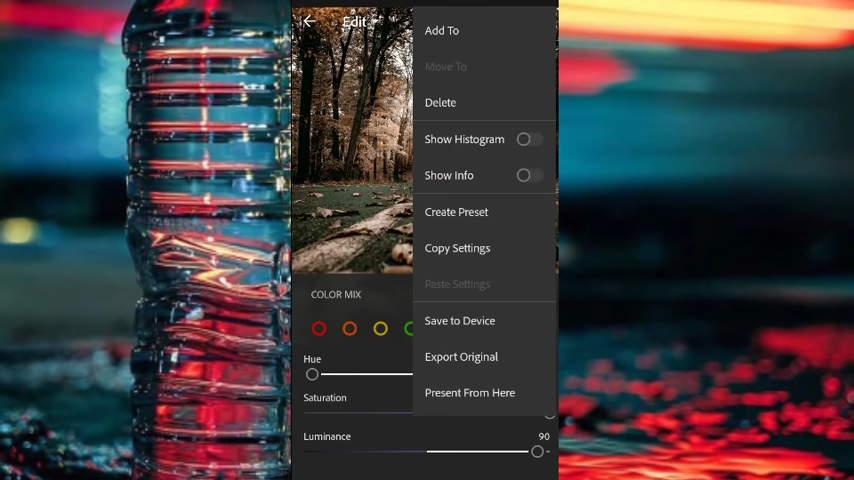 Edit
Add To
Move To
Delete
Show Histogram
Show Info
Create Preset
Copy Settings
Paste Settings
Save to Device
Export Original
Present From Here
COLOR MIX
Hue
Saturation
Luminance 90